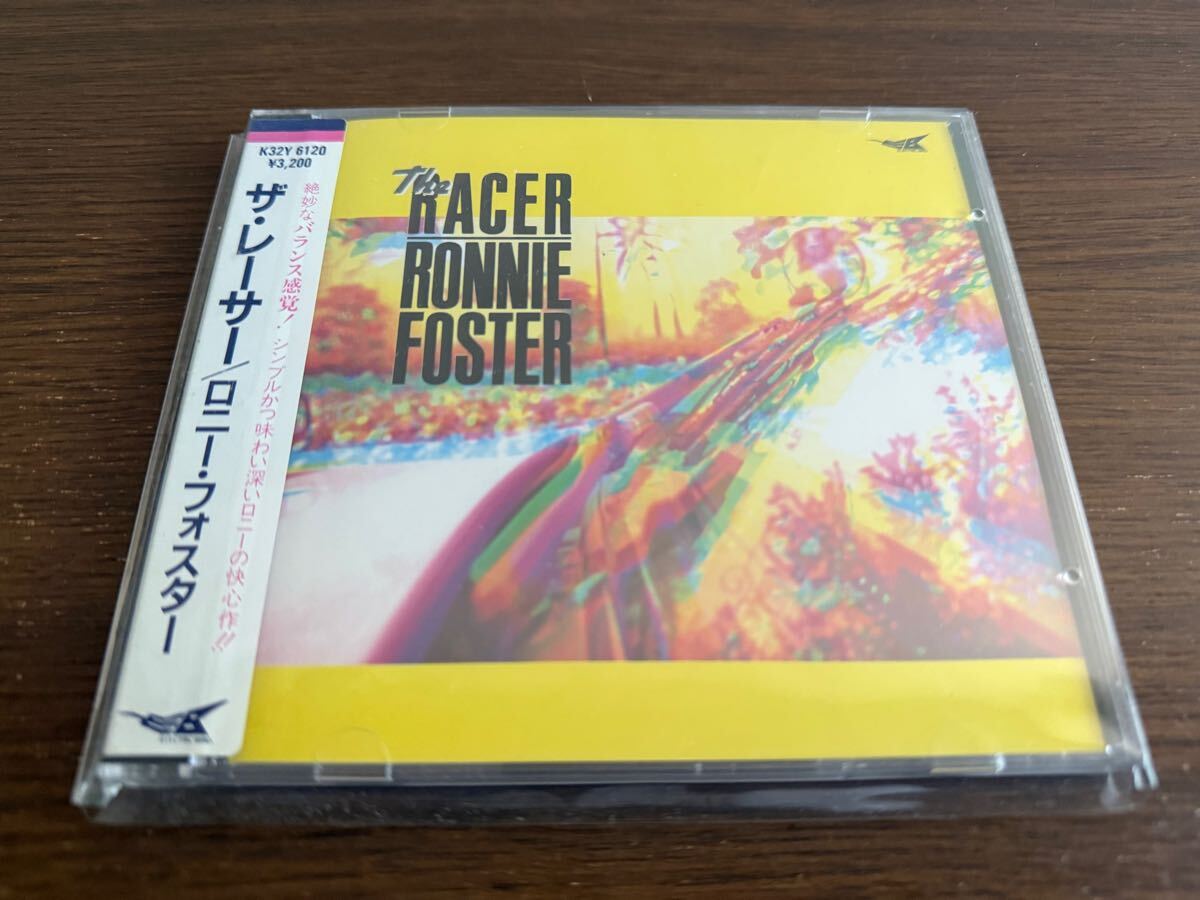 K32Y 6120
¥3,200
ザ・レーサー/ロニー・フォスター
絶妙なバランス感覚!シンプルかつ味わい深いロニーの快心作!!
The
RACER
RONNIE
FOSTER